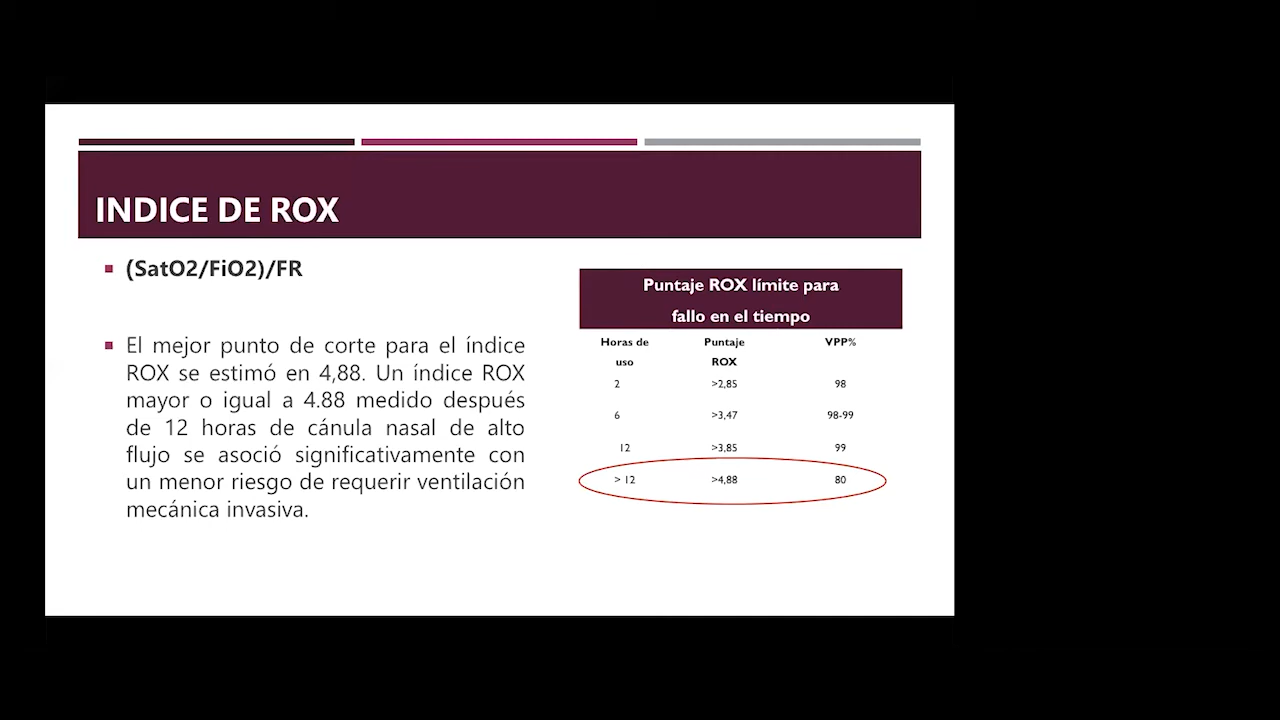 INDICE DE ROX
(SatO2/FiO2)/FR
El mejor punto de corte para el índice
ROX se estimó en 4,88. Un índice ROX
mayor o igual a 4.88 medido después
de 12 horas de cánula nasal de alto
flujo se asoció significativamente con
un menor riesgo de requerir ventilación
mecánica invasiva.
Puntaje ROX límite para
fallo en el tiempo
Horas de uso Puntaje ROX VPP%
2 >2,85 98
6 >3,47 98-99
12 >3,85 99
> 12 >4,88 80